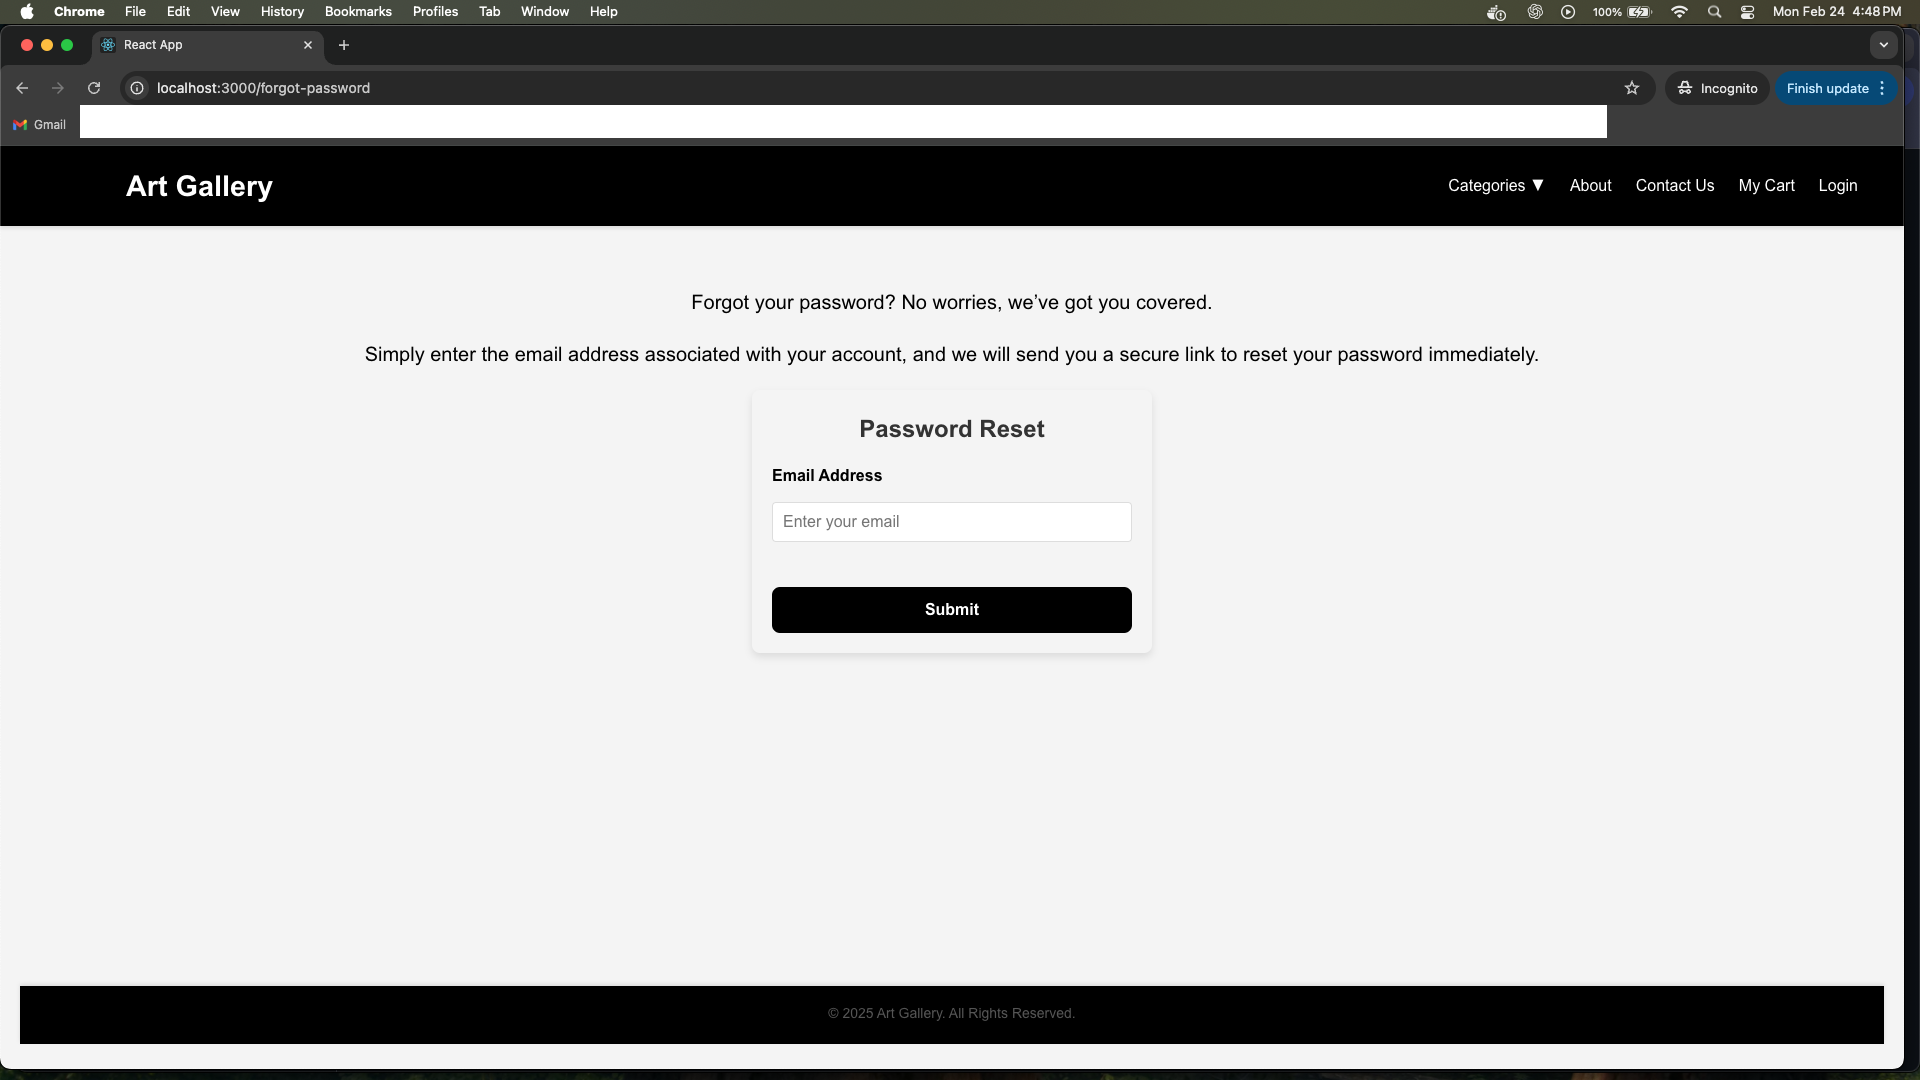 Chrome File Edit View History Bookmarks Profiles Tab Window Help 100% Mon Feb 24 4:48 PM
React App
localhost:3000/forgot-password Incognito Finish update
Gmail
Art Gallery Categories ▼ About Contact Us My Cart Login
Forgot your password? No worries, we’ve got you covered.
Simply enter the email address associated with your account, and we will send you a secure link to reset your password immediately.
Password Reset
Email Address
Enter your email
Submit
© 2025 Art Gallery. All Rights Reserved.